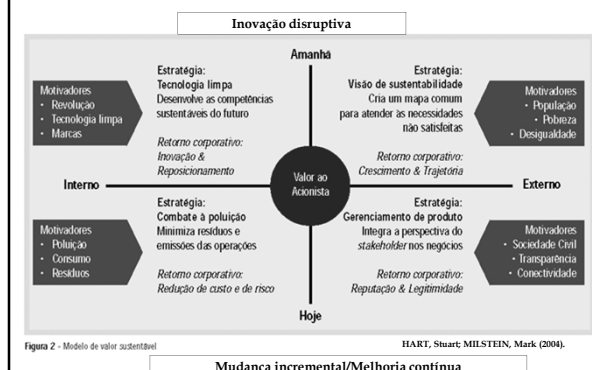 Inovação disruptiva
Amanhã
Motivadores
• Revolução
• Tecnologia limpa
• Marcas
Estratégia:
Tecnologia limpa
Desenvolve as competências
sustentáveis do futuro
Retorno corporativo:
Inovação &
Reposicionamento
Estratégia:
Visão de sustentabilidade
Cria um mapa comum
para atender às necessidades
não satisfeitas
Retorno corporativo:
Crescimento & Trajetória
Motivadores
• População
• Pobreza
• Desigualdade
Interno
Valor ao
Acionista
Externo
Motivadores
• Poluição
• Consumo
• Resíduos
Estratégia:
Combate à poluição
Minimiza resíduos e
emissões das operações
Retorno corporativo:
Redução de custo e de risco
Estratégia:
Gerenciamento de produto
Integra a perspectiva do
stakeholder nos negócios
Retorno corporativo:
Reputação & Legitimidade
Motivadores
• Sociedade Civil
• Transparência
• Conectividade
Hoje
Figura 2 - Modelo de valor sustentável
HART, Stuart; MILSTEIN, Mark (2004).
Mudança incremental/Melhoria contínua